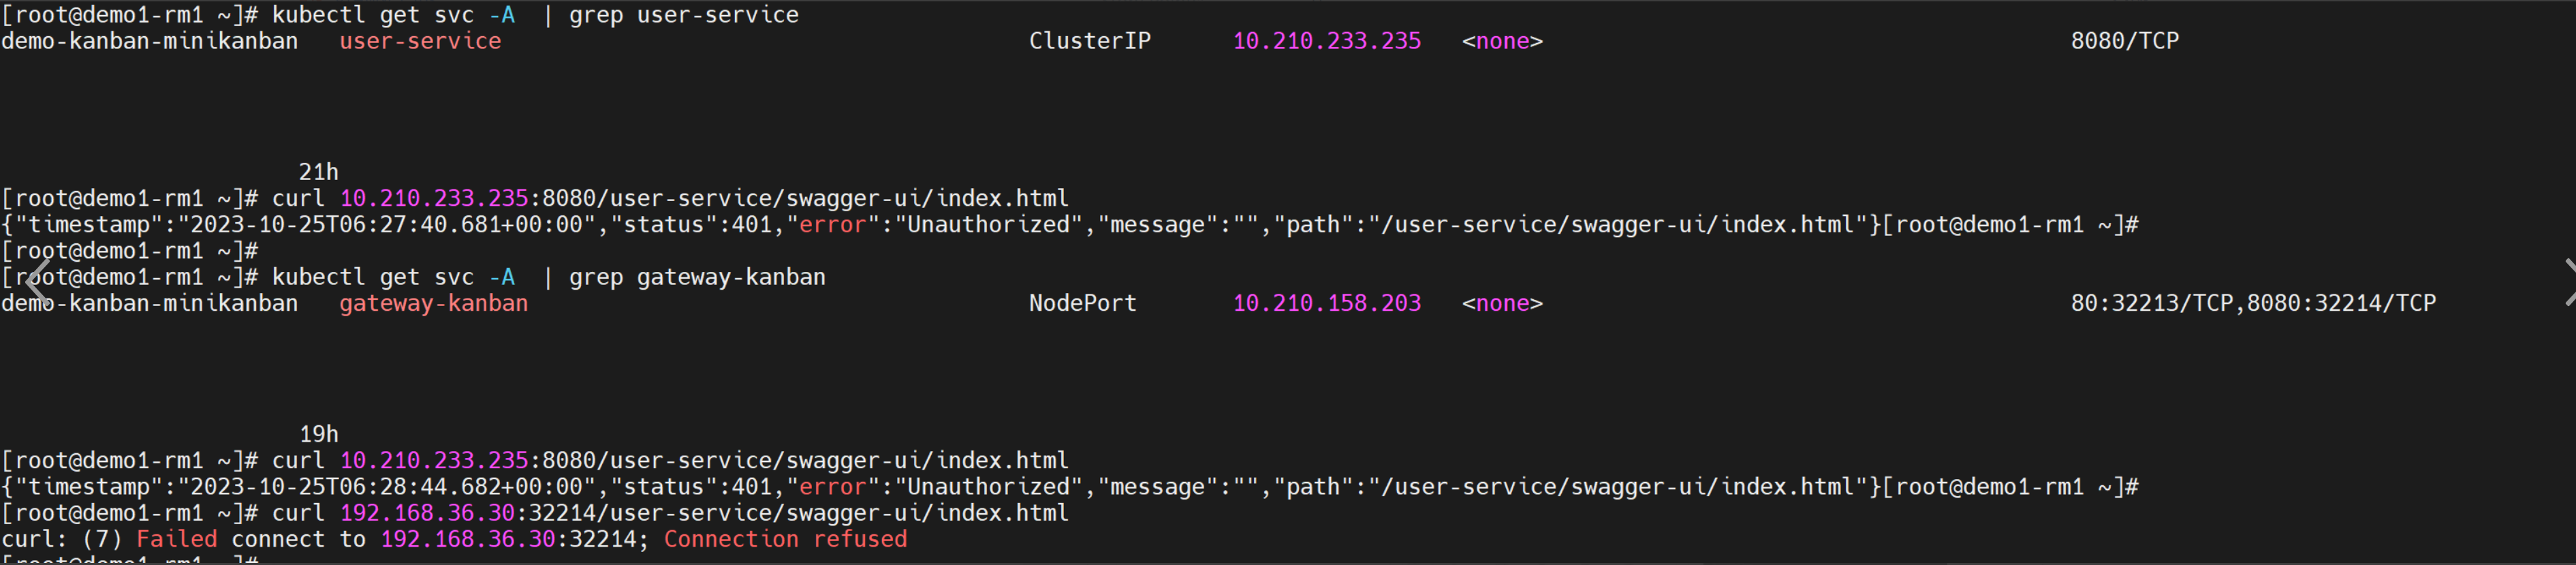 [root@demo1-rm1 ~]# kubectl get svc -A  | grep user-service
demo-kanban-minikanban   user-service   ClusterIP   10.210.233.235   <none>   8080/TCP
21h
[root@demo1-rm1 ~]# curl 10.210.233.235:8080/user-service/swagger-ui/index.html
{"timestamp":"2023-10-25T06:27:40.681+00:00","status":401,"error":"Unauthorized","message":"","path":"/user-service/swagger-ui/index.html"}[root@demo1-rm1 ~]#
[root@demo1-rm1 ~]#
[root@demo1-rm1 ~]# kubectl get svc -A  | grep gateway-kanban
demo-kanban-minikanban   gateway-kanban   NodePort   10.210.158.203   <none>   80:32213/TCP,8080:32214/TCP
19h
[root@demo1-rm1 ~]# curl 10.210.233.235:8080/user-service/swagger-ui/index.html
{"timestamp":"2023-10-25T06:28:44.682+00:00","status":401,"error":"Unauthorized","message":"","path":"/user-service/swagger-ui/index.html"}[root@demo1-rm1 ~]#
[root@demo1-rm1 ~]# curl 192.168.36.30:32214/user-service/swagger-ui/index.html
curl: (7) Failed connect to 192.168.36.30:32214; Connection refused
[root@demo1-rm1 ~]#